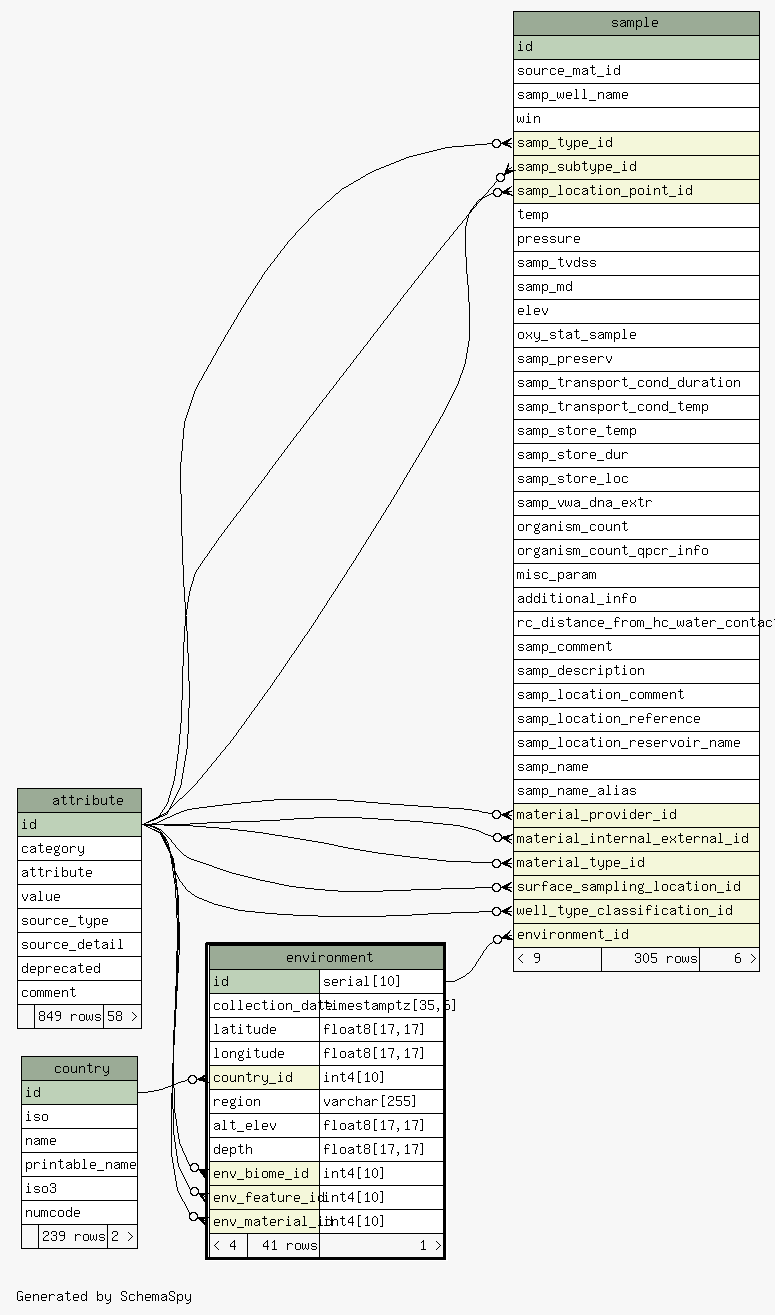 sample
id
source_mat_id
samp_well_name
win
samp_type_id
samp_subtype_id
samp_location_point_id
temp
pressure
samp_tvdss
samp_md
elev
oxy_stat_sample
samp_preserv
samp_transport_cond_duration
samp_transport_cond_temp
samp_store_temp
samp_store_dur
samp_store_loc
samp_vwa_dna_extr
organism_count
organism_count_qpcr_info
misc_param
additional_info
rc_distance_from_hc_water_contac
samp_comment
samp_description
samp_location_comment
samp_location_reference
samp_location_reservoir_name
samp_name
samp_name_alias
material_provider_id
material_internal_external_id
material_type_id
surface_sampling_location_id
well_type_classification_id
environment_id
< 9 305 rows 6 >
attribute
id
category
attribute
value
source_type
source_detail
deprecated
comment
849 rows 58 >
environment
id serial[10]
collection_date timestamptz[35,6]
latitude float8[17,17]
longitude float8[17,17]
country_id int4[10]
region varchar[255]
alt_elev float8[17,17]
depth float8[17,17]
env_biome_id int4[10]
env_feature_id int4[10]
env_material_id int4[10]
< 4 41 rows 1 >
country
id
iso
name
printable_name
iso3
numcode
239 rows 2 >
Generated by SchemaSpy